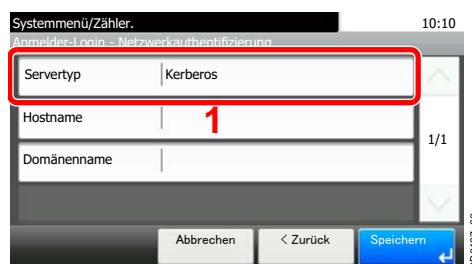 Systemmenü/Zähler.
10:10
Anmelder-Login - Netzwerkauthentifizierung
Servertyp
Kerberos
Hostname
1
1/1
Domänenname
Abbrechen
< Zurück
Speichern